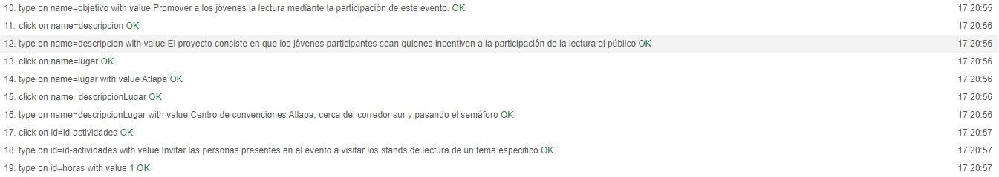 10. type on name=objetivo with value Promover a los jóvenes la lectura mediante la participación de este evento. OK 17:20:55
11. click on name=descripcion OK 17:20:56
12. type on name=descripcion with value El proyecto consiste en que los jóvenes participantes sean quienes incentiven a la participación de la lectura al público OK 17:20:56
13. click on name=lugar OK 17:20:56
14. type on name=lugar with value Atlapa OK 17:20:56
15. click on name=descripcionLugar OK 17:20:56
16. type on name=descripcionLugar with value Centro de convenciones Atlapa, cerca del corredor sur y pasando el semáforo OK 17:20:56
17. click on id=id-actividades OK 17:20:57
18. type on id=id-actividades with value Invitar las personas presentes en el evento a visitar los stands de lectura de un tema especifico OK 17:20:57
19. type on id=horas with value 1 OK 17:20:57